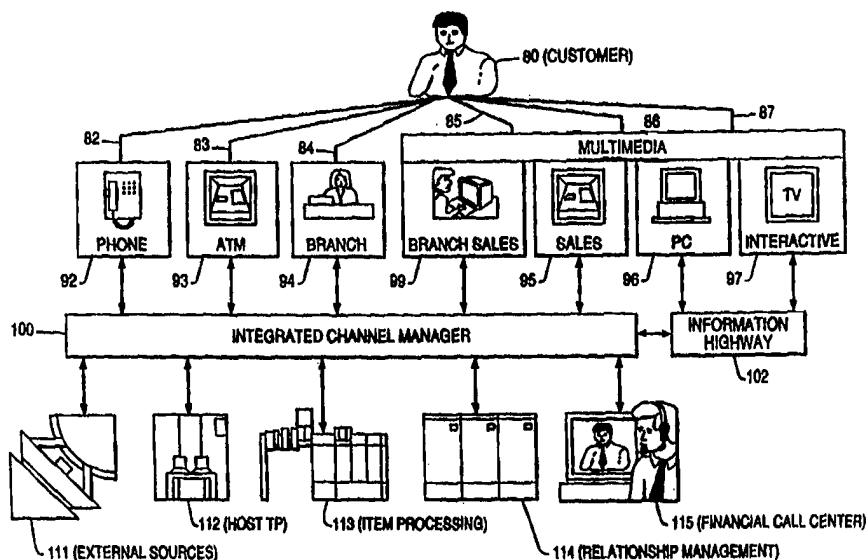 80 (CUSTOMER)
82
83
84
85
86
87
MULTIMEDIA
PHONE
ATM
BRANCH
BRANCH SALES
SALES
PC
TV
INTERACTIVE
92
93
94
99
95
96
97
100
INTEGRATED CHANNEL MANAGER
INFORMATION
HIGHWAY
102
111 (EXTERNAL SOURCES)
112 (HOST TP)
113 (ITEM PROCESSING)
114 (RELATIONSHIP MANAGEMENT)
115 (FINANCIAL CALL CENTER)